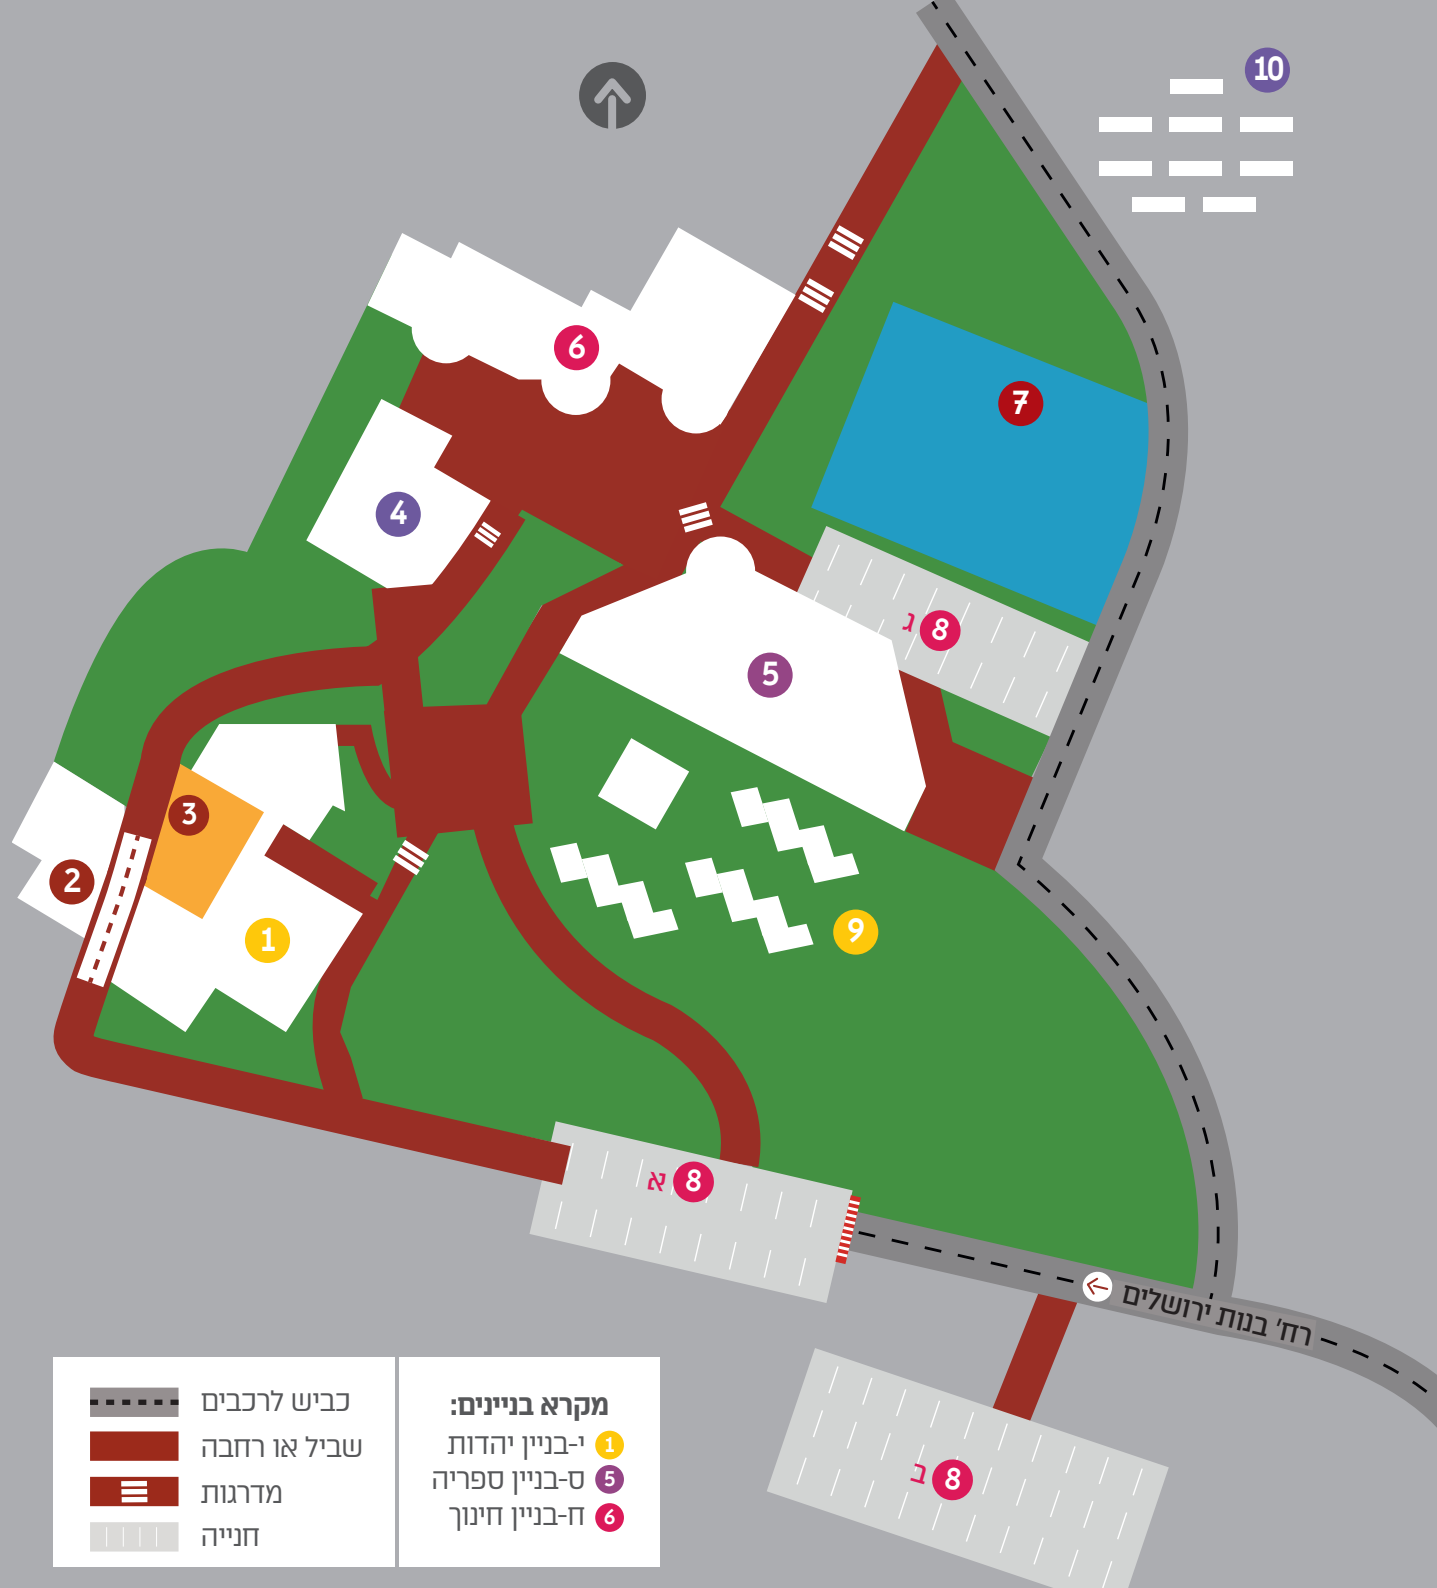 10
6
7
4
8 ג
5
3
2
1
9
8 א
רח' בנות ירושלים
8 ב
מקרא בניינים:
1 י-בניין יהדות
5 ס-בניין ספריה
6 ח-בניין חינוך
כביש לרכבים
שביל או רחבה
מדרגות
חנייה